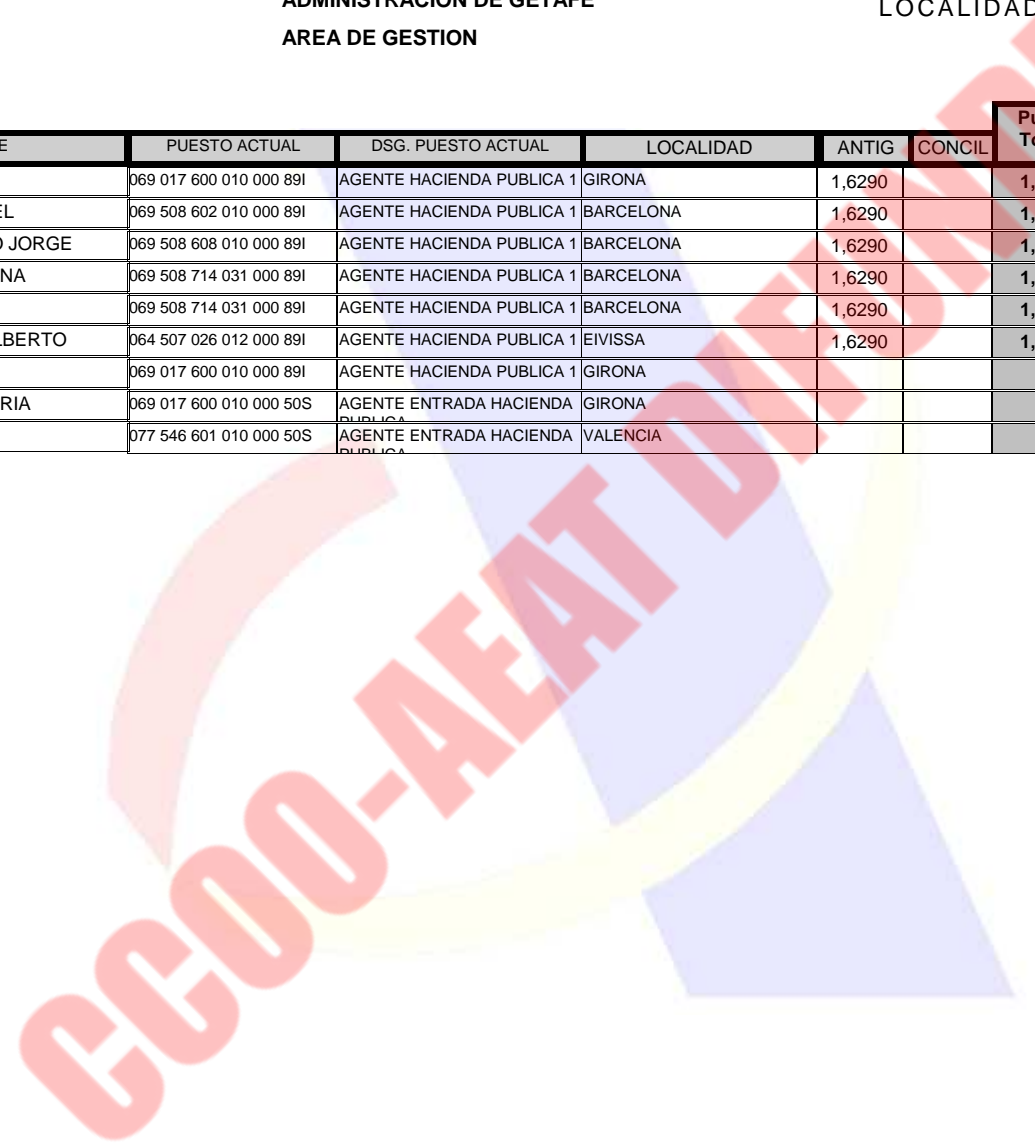 ADMINISTRACION DE GETAFE
LOCALIDAD
AREA DE GESTION
PUESTO ACTUAL DSG. PUESTO ACTUAL LOCALIDAD ANTIG CONCIL
069 017 600 010 000 89I AGENTE HACIENDA PUBLICA 1 GIRONA 1,6290 1,
EL 069 508 602 010 000 89I AGENTE HACIENDA PUBLICA 1 BARCELONA 1,6290 1,
O JORGE 069 508 608 010 000 89I AGENTE HACIENDA PUBLICA 1 BARCELONA 1,6290 1,
NA 069 508 714 031 000 89I AGENTE HACIENDA PUBLICA 1 BARCELONA 1,6290 1,
069 508 714 031 000 89I AGENTE HACIENDA PUBLICA 1 BARCELONA 1,6290 1,
LBERTO 064 507 026 012 000 89I AGENTE HACIENDA PUBLICA 1 EIVISSA 1,6290 1,
069 017 600 010 000 89I AGENTE HACIENDA PUBLICA 1 GIRONA
RIA 069 017 600 010 000 50S AGENTE ENTRADA HACIENDA GIRONA
PUBLICA
077 546 601 010 000 50S AGENTE ENTRADA HACIENDA VALENCIA
PUBLICA
CCOO-AEAT DIFUND